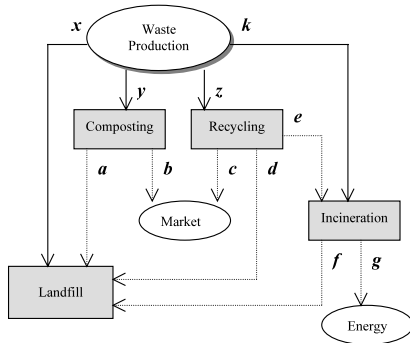 x
Waste
Production
k
y
z
e
Composting
Recycling
a
b
c
d
Market
Incineration
f
g
Landfill
Energy